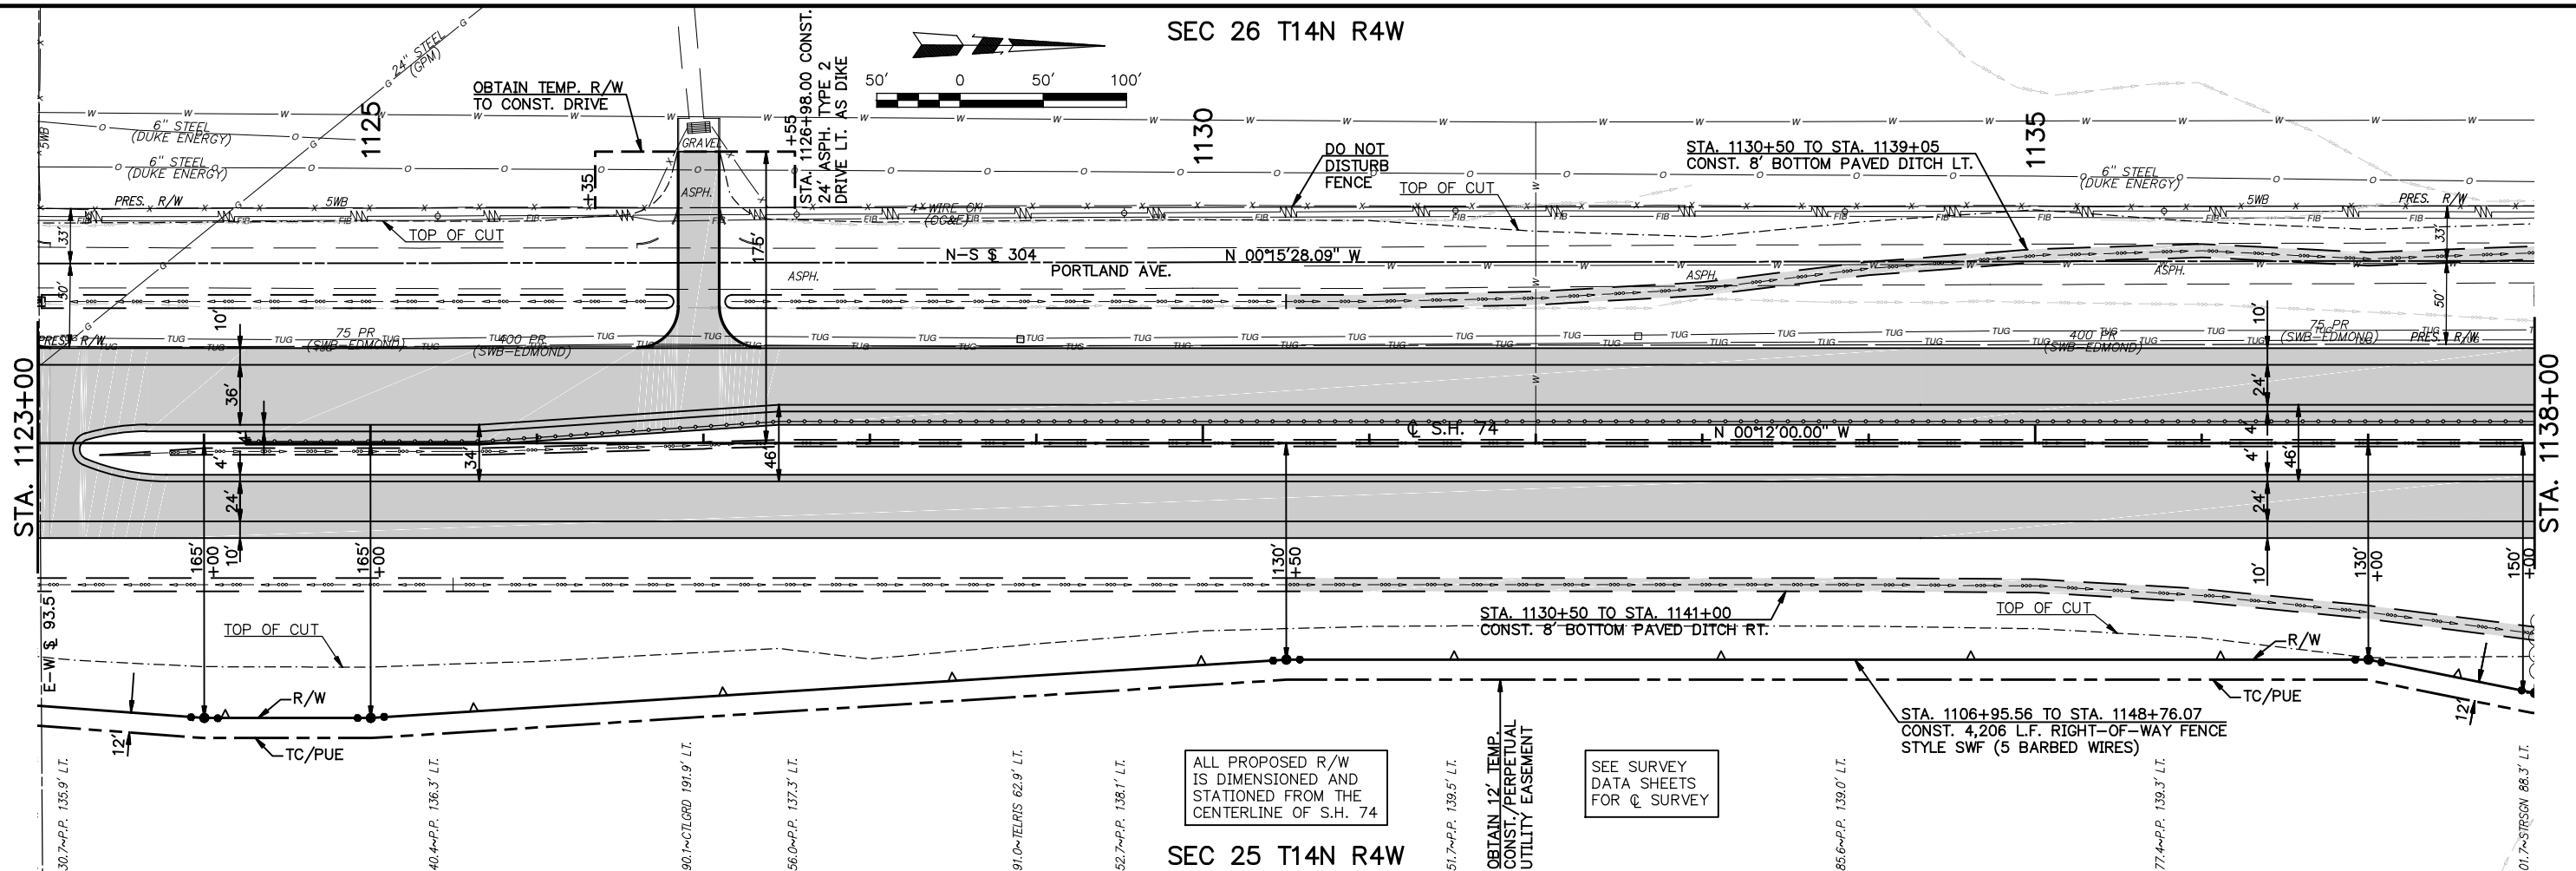 SEC 26 T14N R4W
50' 0 50' 100'
24" STEEL
(GPM)
OBTAIN TEMP. R/W
TO CONST. DRIVE
STA. 1126+98.00 CONST.
24' ASPH. TYPE 2
DRIVE LT. AS DIKE
+35
+55
1125
1130
1135
5WB
6" STEEL
(DUKE ENERGY)
6" STEEL
(DUKE ENERGY)
GRAVEL
ASPH.
DO NOT
DISTURB
FENCE
TOP OF CUT
STA. 1130+50 TO STA. 1139+05
CONST. 8' BOTTOM PAVED DITCH LT.
6" STEEL
(DUKE ENERGY)
PRES. R/W
5WB
5WB
PRES. R/W
TOP OF CUT
33'
50'
175'
N-S $ 304
N 00°15'28.09" W
PORTLAND AVE.
ASPH.
ASPH.
ASPH.
33'
50'
10'
PRES. R/W
75 PR
(SWB-EDMOND)
400 PR
(SWB-EDMOND)
10'
400 PR
(SWB-EDMOND)
75 PR
(SWB-EDMOND)
PRES. R/W
STA. 1123+00
STA. 1138+00
36'
4'
34'
46'
4'
24'
10'
℄ S.H. 74
N 00°12'00.00" W
24'
4'
4'
46'
24'
10'
165'
+00
165'
+00
130'
+50
130'
+00
150'
+00
E-W $ 93.5
TOP OF CUT
R/W
TC/PUE
12'
STA. 1130+50 TO STA. 1141+00
CONST. 8' BOTTOM PAVED DITCH RT.
TOP OF CUT
R/W
TC/PUE
12'
STA. 1106+95.56 TO STA. 1148+76.07
CONST. 4,206 L.F. RIGHT-OF-WAY FENCE
STYLE SWF (5 BARBED WIRES)
OBTAIN 12' TEMP.
CONST./PERPETUAL
UTILITY EASEMENT
ALL PROPOSED R/W
IS DIMENSIONED AND
STATIONED FROM THE
CENTERLINE OF S.H. 74
SEE SURVEY
DATA SHEETS
FOR ℄ SURVEY
30.7~P.P. 135.9' LT.
40.4~P.P. 136.3' LT.
90.1~CTLGRD 191.9' LT.
56.0~P.P. 137.3' LT.
91.0~TELRIS 62.9' LT.
52.7~P.P. 138.1' LT.
51.7~P.P. 139.5' LT.
85.6~P.P. 139.0' LT.
77.4~P.P. 139.3' LT.
01.7~STRSGN 88.3' LT.
SEC 25 T14N R4W